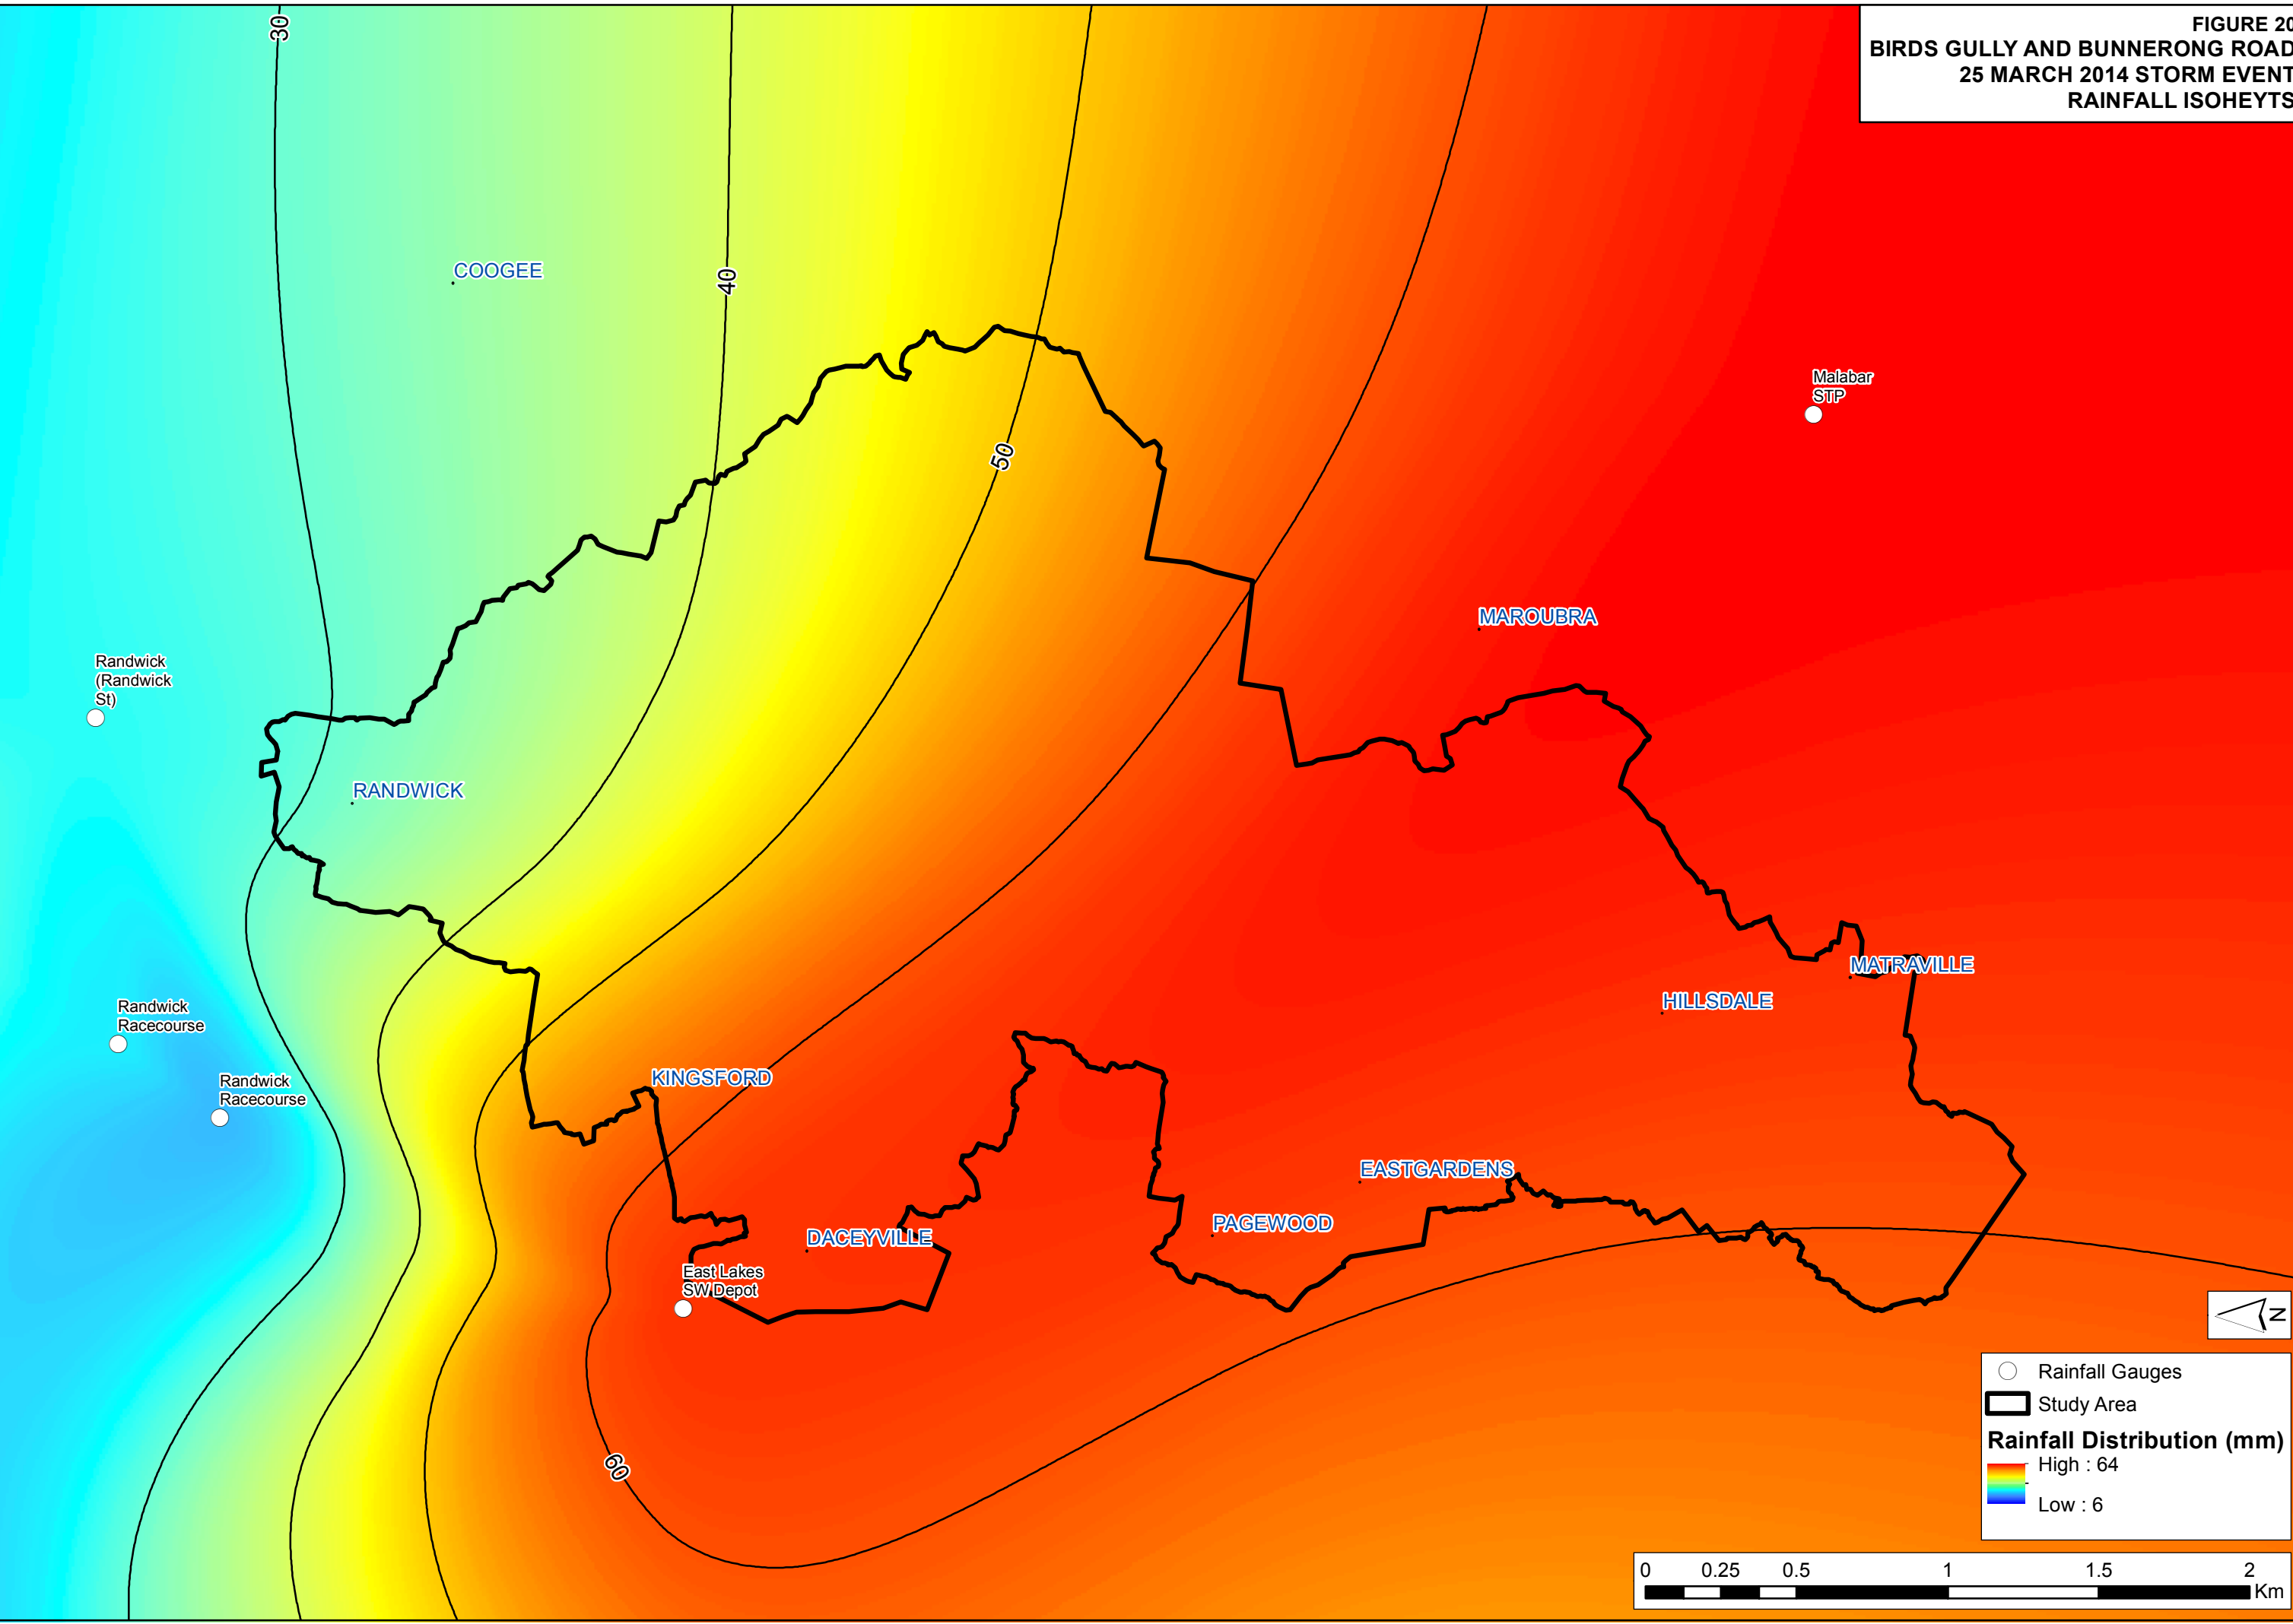 FIGURE 20
BIRDS GULLY AND BUNNERONG ROAD
25 MARCH 2014 STORM EVENT
RAINFALL ISOHEYTS
30
COOGEE
40
Malabar
STP
50
MAROUBRA
Randwick
(Randwick
St)
RANDWICK
MATRAVILLE
HILLSDALE
Randwick
Racecourse
Randwick
Racecourse
KINGSFORD
EASTGARDENS
PAGEWOOD
DACEYVILLE
East Lakes
SW Depot
60
N
Rainfall Gauges
Study Area
Rainfall Distribution (mm)
High : 64
Low : 6
0 0.25 0.5 1 1.5 2
Km